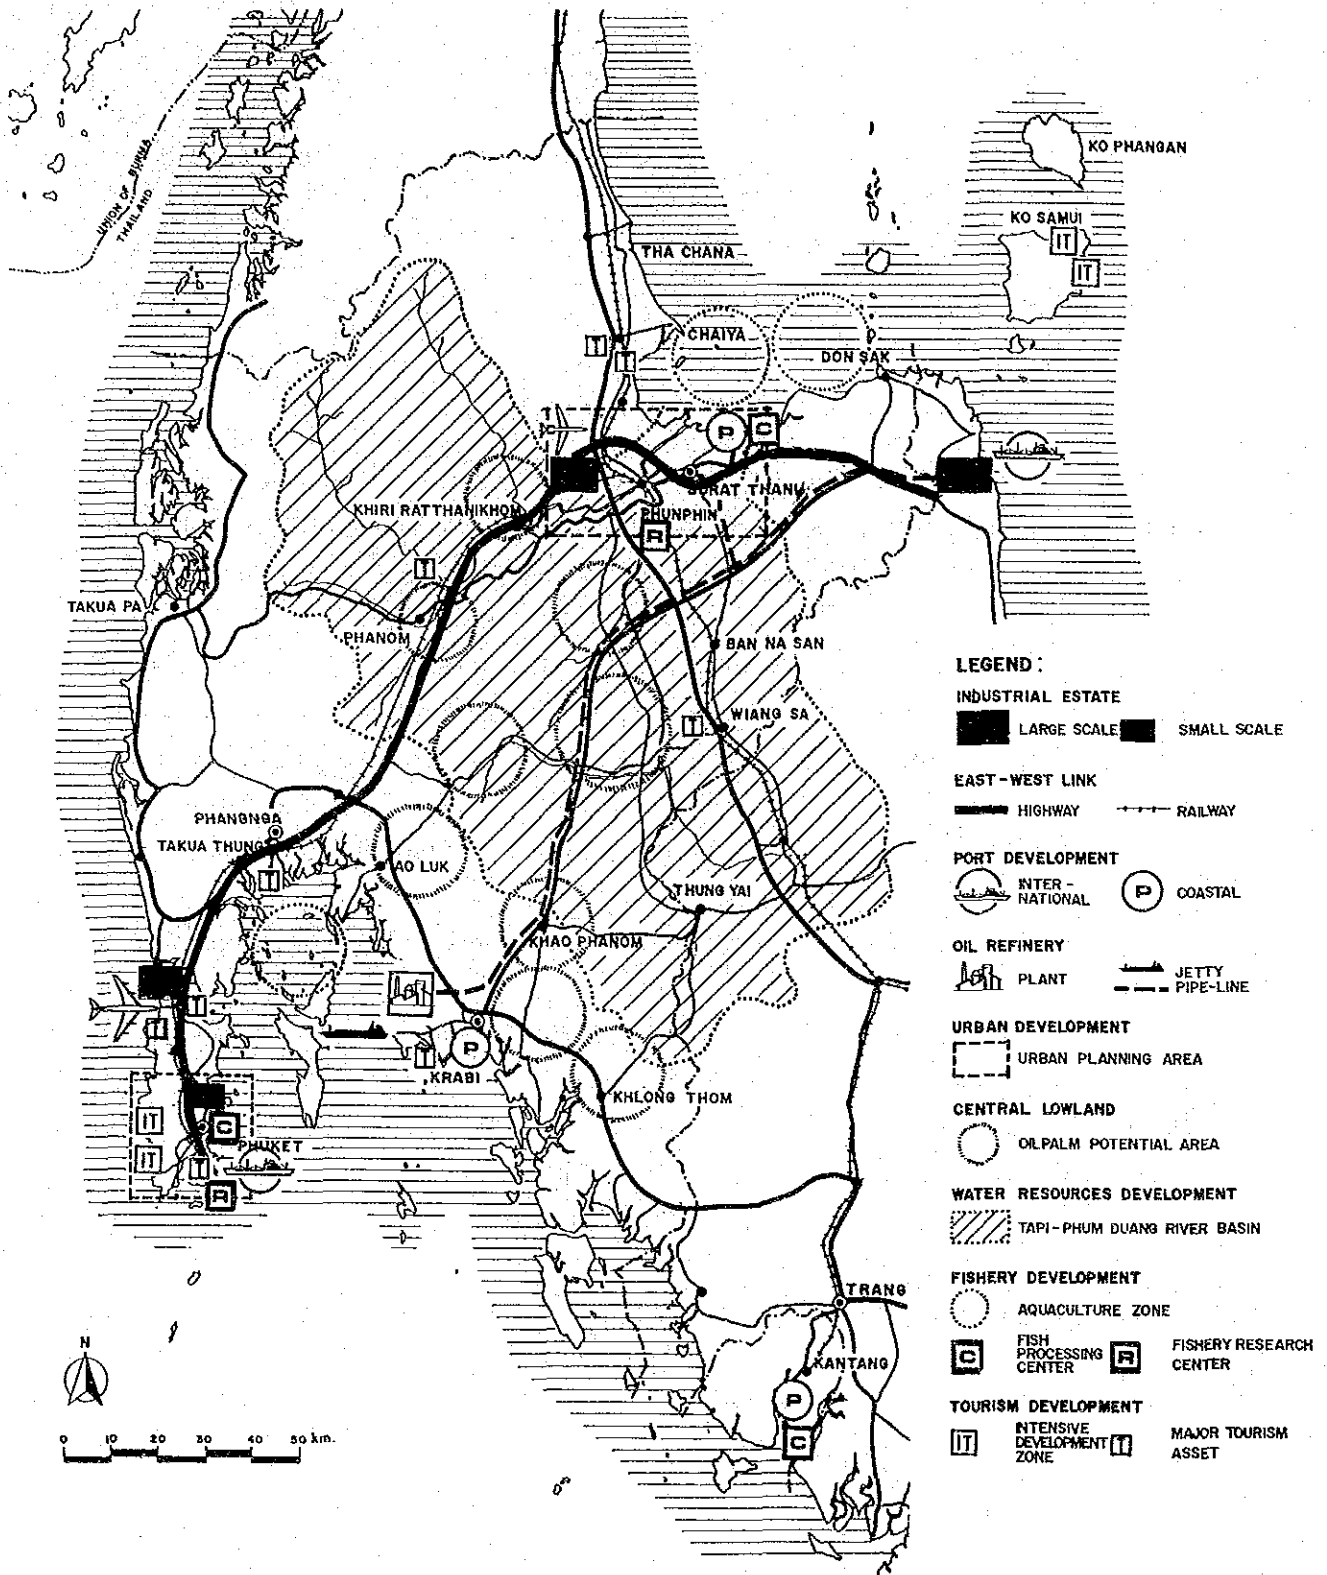 UNION OF BURMA
THAILAND
KO PHANGAN
KO SAMUI
IT
IT
THA CHANA
CHAIYA
DON SAK
T
T
P
C
SURAT THANI
KHIRI RATTHANIKHOM
PHUNPHIN
R
T
TAKUA PA
PHANOM
BAN NA SAN
WIANG SA
T
PHANGNGA
TAKUA THUNG
T
AO LUK
THUNG YAI
KHAO PHANOM
T
T
P
T
KRABI
KHLONG THOM
IT
C
IT
PHUKET
T
R
TRANG
KANTANG
P
C
N
0 10 20 30 40 50 km.
LEGEND :
INDUSTRIAL ESTATE
LARGE SCALE SMALL SCALE
EAST-WEST LINK
HIGHWAY RAILWAY
PORT DEVELOPMENT
INTER-
NATIONAL
P COASTAL
OIL REFINERY
PLANT
JETTY
PIPE-LINE
URBAN DEVELOPMENT
URBAN PLANNING AREA
CENTRAL LOWLAND
OILPALM POTENTIAL AREA
WATER RESOURCES DEVELOPMENT
TAPI-PHUM DUANG RIVER BASIN
FISHERY DEVELOPMENT
AQUACULTURE ZONE
C FISH
PROCESSING
CENTER
R FISHERY RESEARCH
CENTER
TOURISM DEVELOPMENT
IT INTENSIVE
DEVELOPMENT
ZONE
T MAJOR TOURISM
ASSET